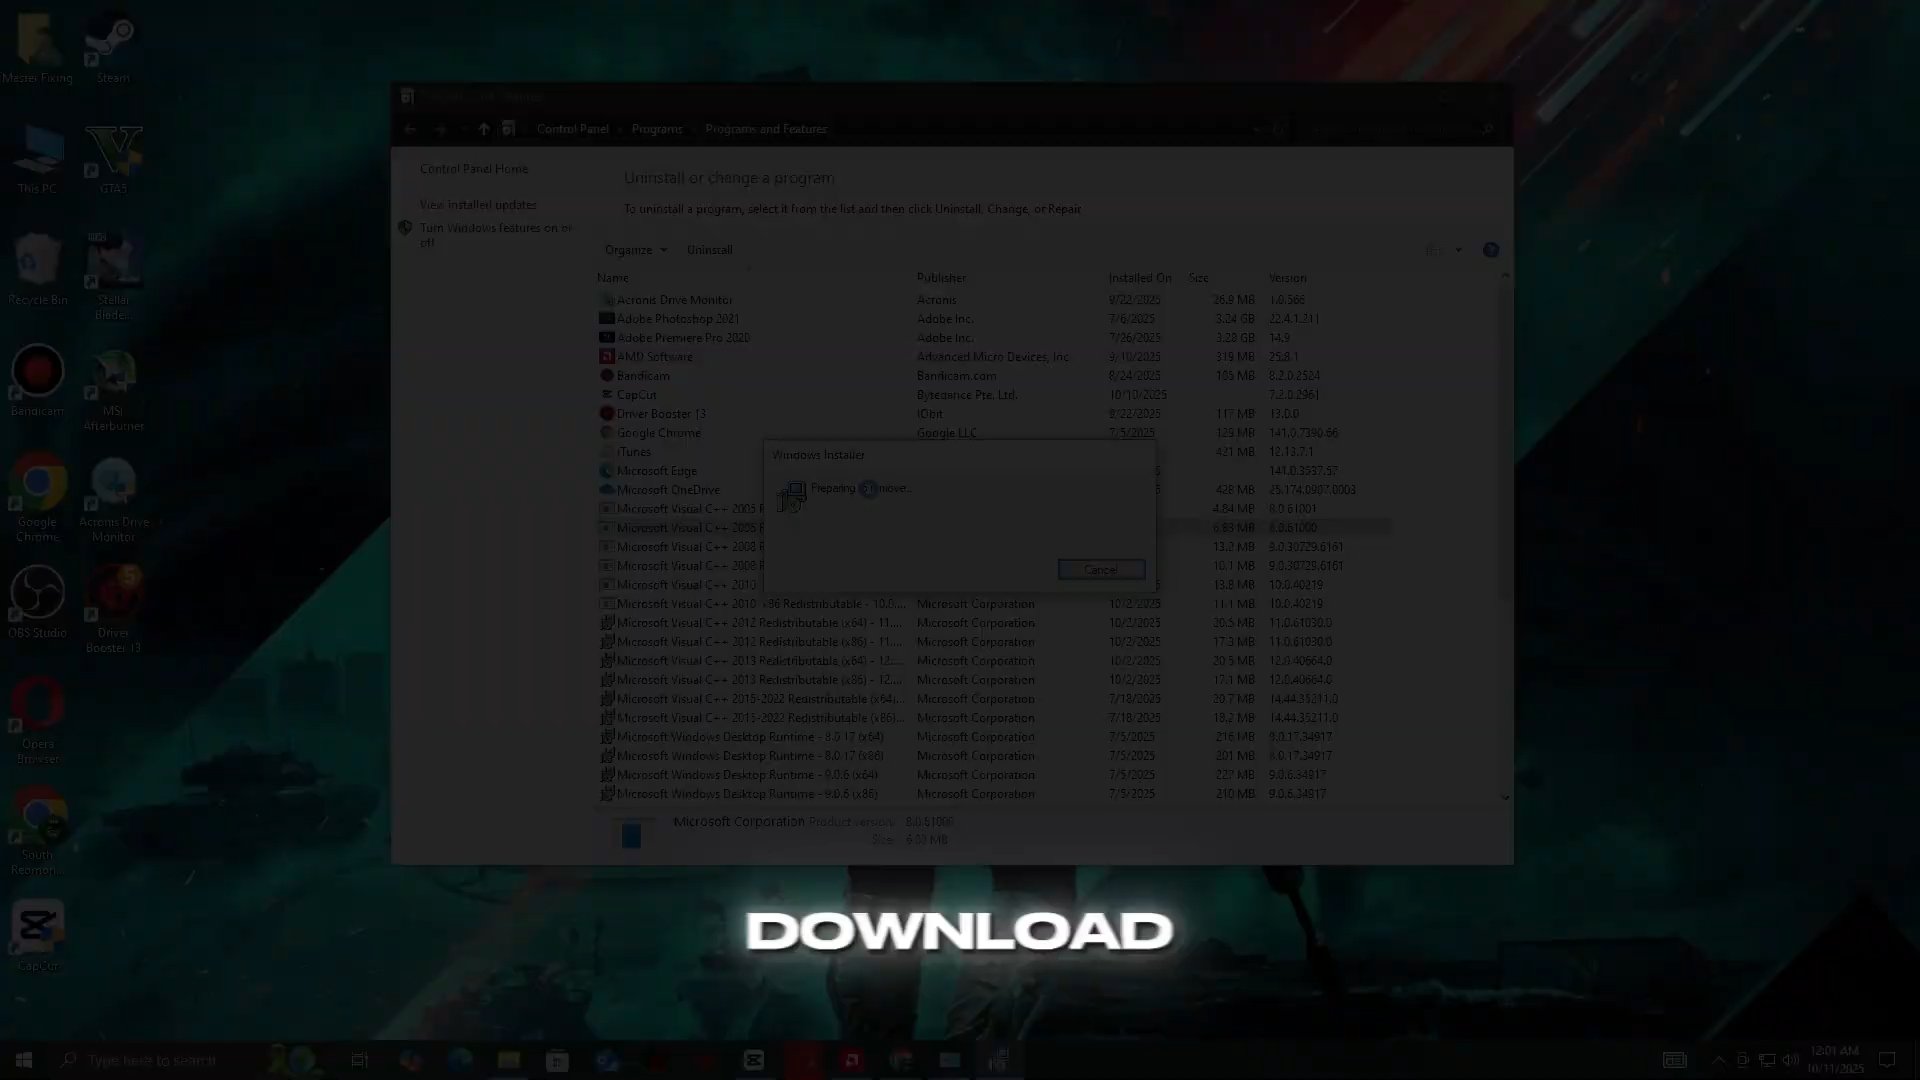 Master Fixing
Steam
This PC
GTA5
Recycle Bin
Stellar
Blade...
Bandicam
MSI
Afterburner
Google
Chrome
Acronis Drive
Monitor
OBS Studio
Driver
Booster 13
Opera
Browser
South
CapCut
Control Panel
Programs
Programs and Features
Control Panel Home
View installed updates
Turn Windows features on or
off
Uninstall or change a program
To uninstall a program, select it from the list and then click Uninstall, Change, or Repair.
Organize
Uninstall
Name Publisher Installed On Size Version
Acronis Drive Monitor Acronis 9/22/2025 26.9 MB 1.0.566
Adobe Photoshop 2021 Adobe Inc. 7/6/2025 3.24 GB 22.4.1.211
Adobe Premiere Pro 2020 Adobe Inc. 7/26/2025 3.28 GB 14.9
AMD Software Advanced Micro Devices, Inc. 9/10/2025 319 MB 25.8.1
Bandicam Bandicam.com 8/24/2025 105 MB 8.2.0.2524
CapCut Bytedance Pte. Ltd. 10/10/2025 7.2.0.2961
Driver Booster 13 IObit 9/22/2025 117 MB 13.0.0
Google Chrome Google LLC 7/5/2025 129 MB 141.0.7390.66
iTunes 421 MB 12.13.7.1
Microsoft Edge 141.0.3537.57
Microsoft OneDrive 428 MB 25.174.0907.0003
Microsoft Visual C++ 2005 4.84 MB 8.0.61001
Microsoft Visual C++ 2005 6.83 MB 8.0.61000
Microsoft Visual C++ 2008 13.2 MB 9.0.30729.6161
Microsoft Visual C++ 2008 10.1 MB 9.0.30729.6161
Microsoft Visual C++ 2010 13.8 MB 10.0.40219
Microsoft Visual C++ 2010 x86 Redistributable - 10.0.... Microsoft Corporation 10/2/2025 11.1 MB 10.0.40219
Microsoft Visual C++ 2012 Redistributable (x64) - 11.... Microsoft Corporation 10/2/2025 20.5 MB 11.0.61030.0
Microsoft Visual C++ 2012 Redistributable (x86) - 11.... Microsoft Corporation 10/2/2025 17.3 MB 11.0.61030.0
Microsoft Visual C++ 2013 Redistributable (x64) - 12.... Microsoft Corporation 10/2/2025 20.5 MB 12.0.40664.0
Microsoft Visual C++ 2013 Redistributable (x86) - 12.... Microsoft Corporation 10/2/2025 17.1 MB 12.0.40664.0
Microsoft Visual C++ 2015-2022 Redistributable (x64)... Microsoft Corporation 7/18/2025 20.7 MB 14.44.35211.0
Microsoft Visual C++ 2015-2022 Redistributable (x86)... Microsoft Corporation 7/18/2025 18.2 MB 14.44.35211.0
Microsoft Windows Desktop Runtime - 8.0.17 (x64) Microsoft Corporation 7/5/2025 216 MB 8.0.17.34917
Microsoft Windows Desktop Runtime - 8.0.17 (x86) Microsoft Corporation 7/5/2025 201 MB 8.0.17.34917
Microsoft Windows Desktop Runtime - 9.0.6 (x64) Microsoft Corporation 7/5/2025 227 MB 9.0.6.34917
Microsoft Windows Desktop Runtime - 9.0.6 (x86) Microsoft Corporation 7/5/2025 210 MB 9.0.6.34917
Windows Installer
Preparing to remove...
Cancel
Microsoft Corporation Product version: 8.0.61000
Size: 6.83 MB
DOWNLOAD
Type here to search
12:01 AM
10/11/2025